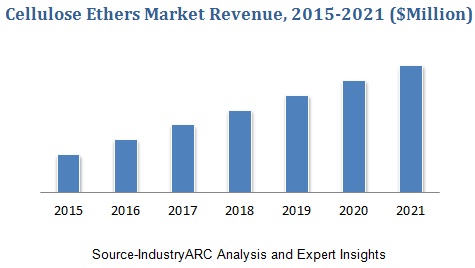 Cellulose Ethers Market Revenue, 2015-2021 ($Million)
2015 2016 2017 2018 2019 2020 2021
Source-IndustryARC Analysis and Expert Insights